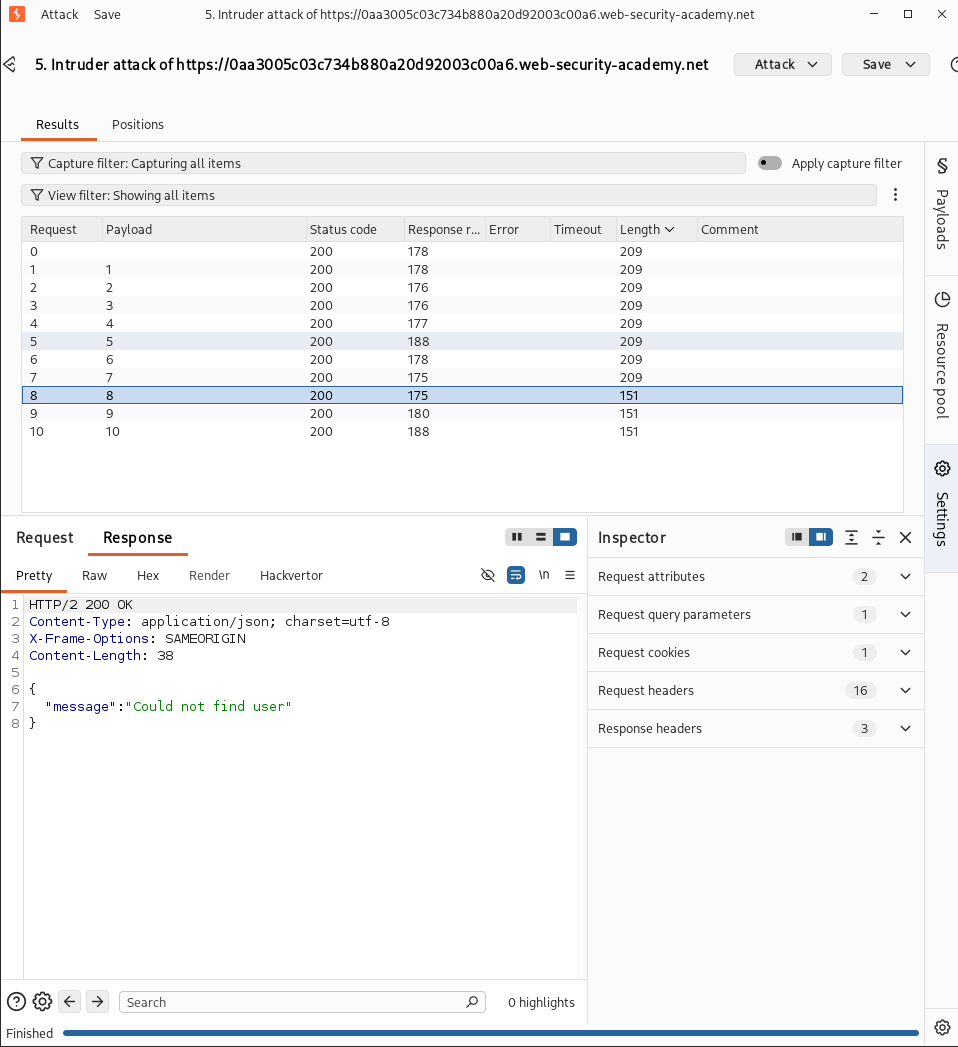 Attack Save 5. Intruder attack of https://0aa3005c03c734b880a20d92003c00a6.web-security-academy.net
5. Intruder attack of https://0aa3005c03c734b880a20d92003c00a6.web-security-academy.net Attack Save
Results Positions
Capture filter: Capturing all items Apply capture filter
View filter: Showing all items
Request Payload Status code Response r... Error Timeout Length Comment
0 200 178 209
1 1 200 178 209
2 2 200 176 209
3 3 200 176 209
4 4 200 177 209
5 5 200 188 209
6 6 200 178 209
7 7 200 175 209
8 8 200 175 151
9 9 200 180 151
10 10 200 188 151
Payloads
Resource pool
Settings
Request Response
Pretty Raw Hex Render Hackvertor \n
1 HTTP/2 200 OK
2 Content-Type: application/json; charset=utf-8
3 X-Frame-Options: SAMEORIGIN
4 Content-Length: 38
5
6 {
7 "message":"Could not find user"
8 }
Inspector
Request attributes 2
Request query parameters 1
Request cookies 1
Request headers 16
Response headers 3
Search 0 highlights
Finished